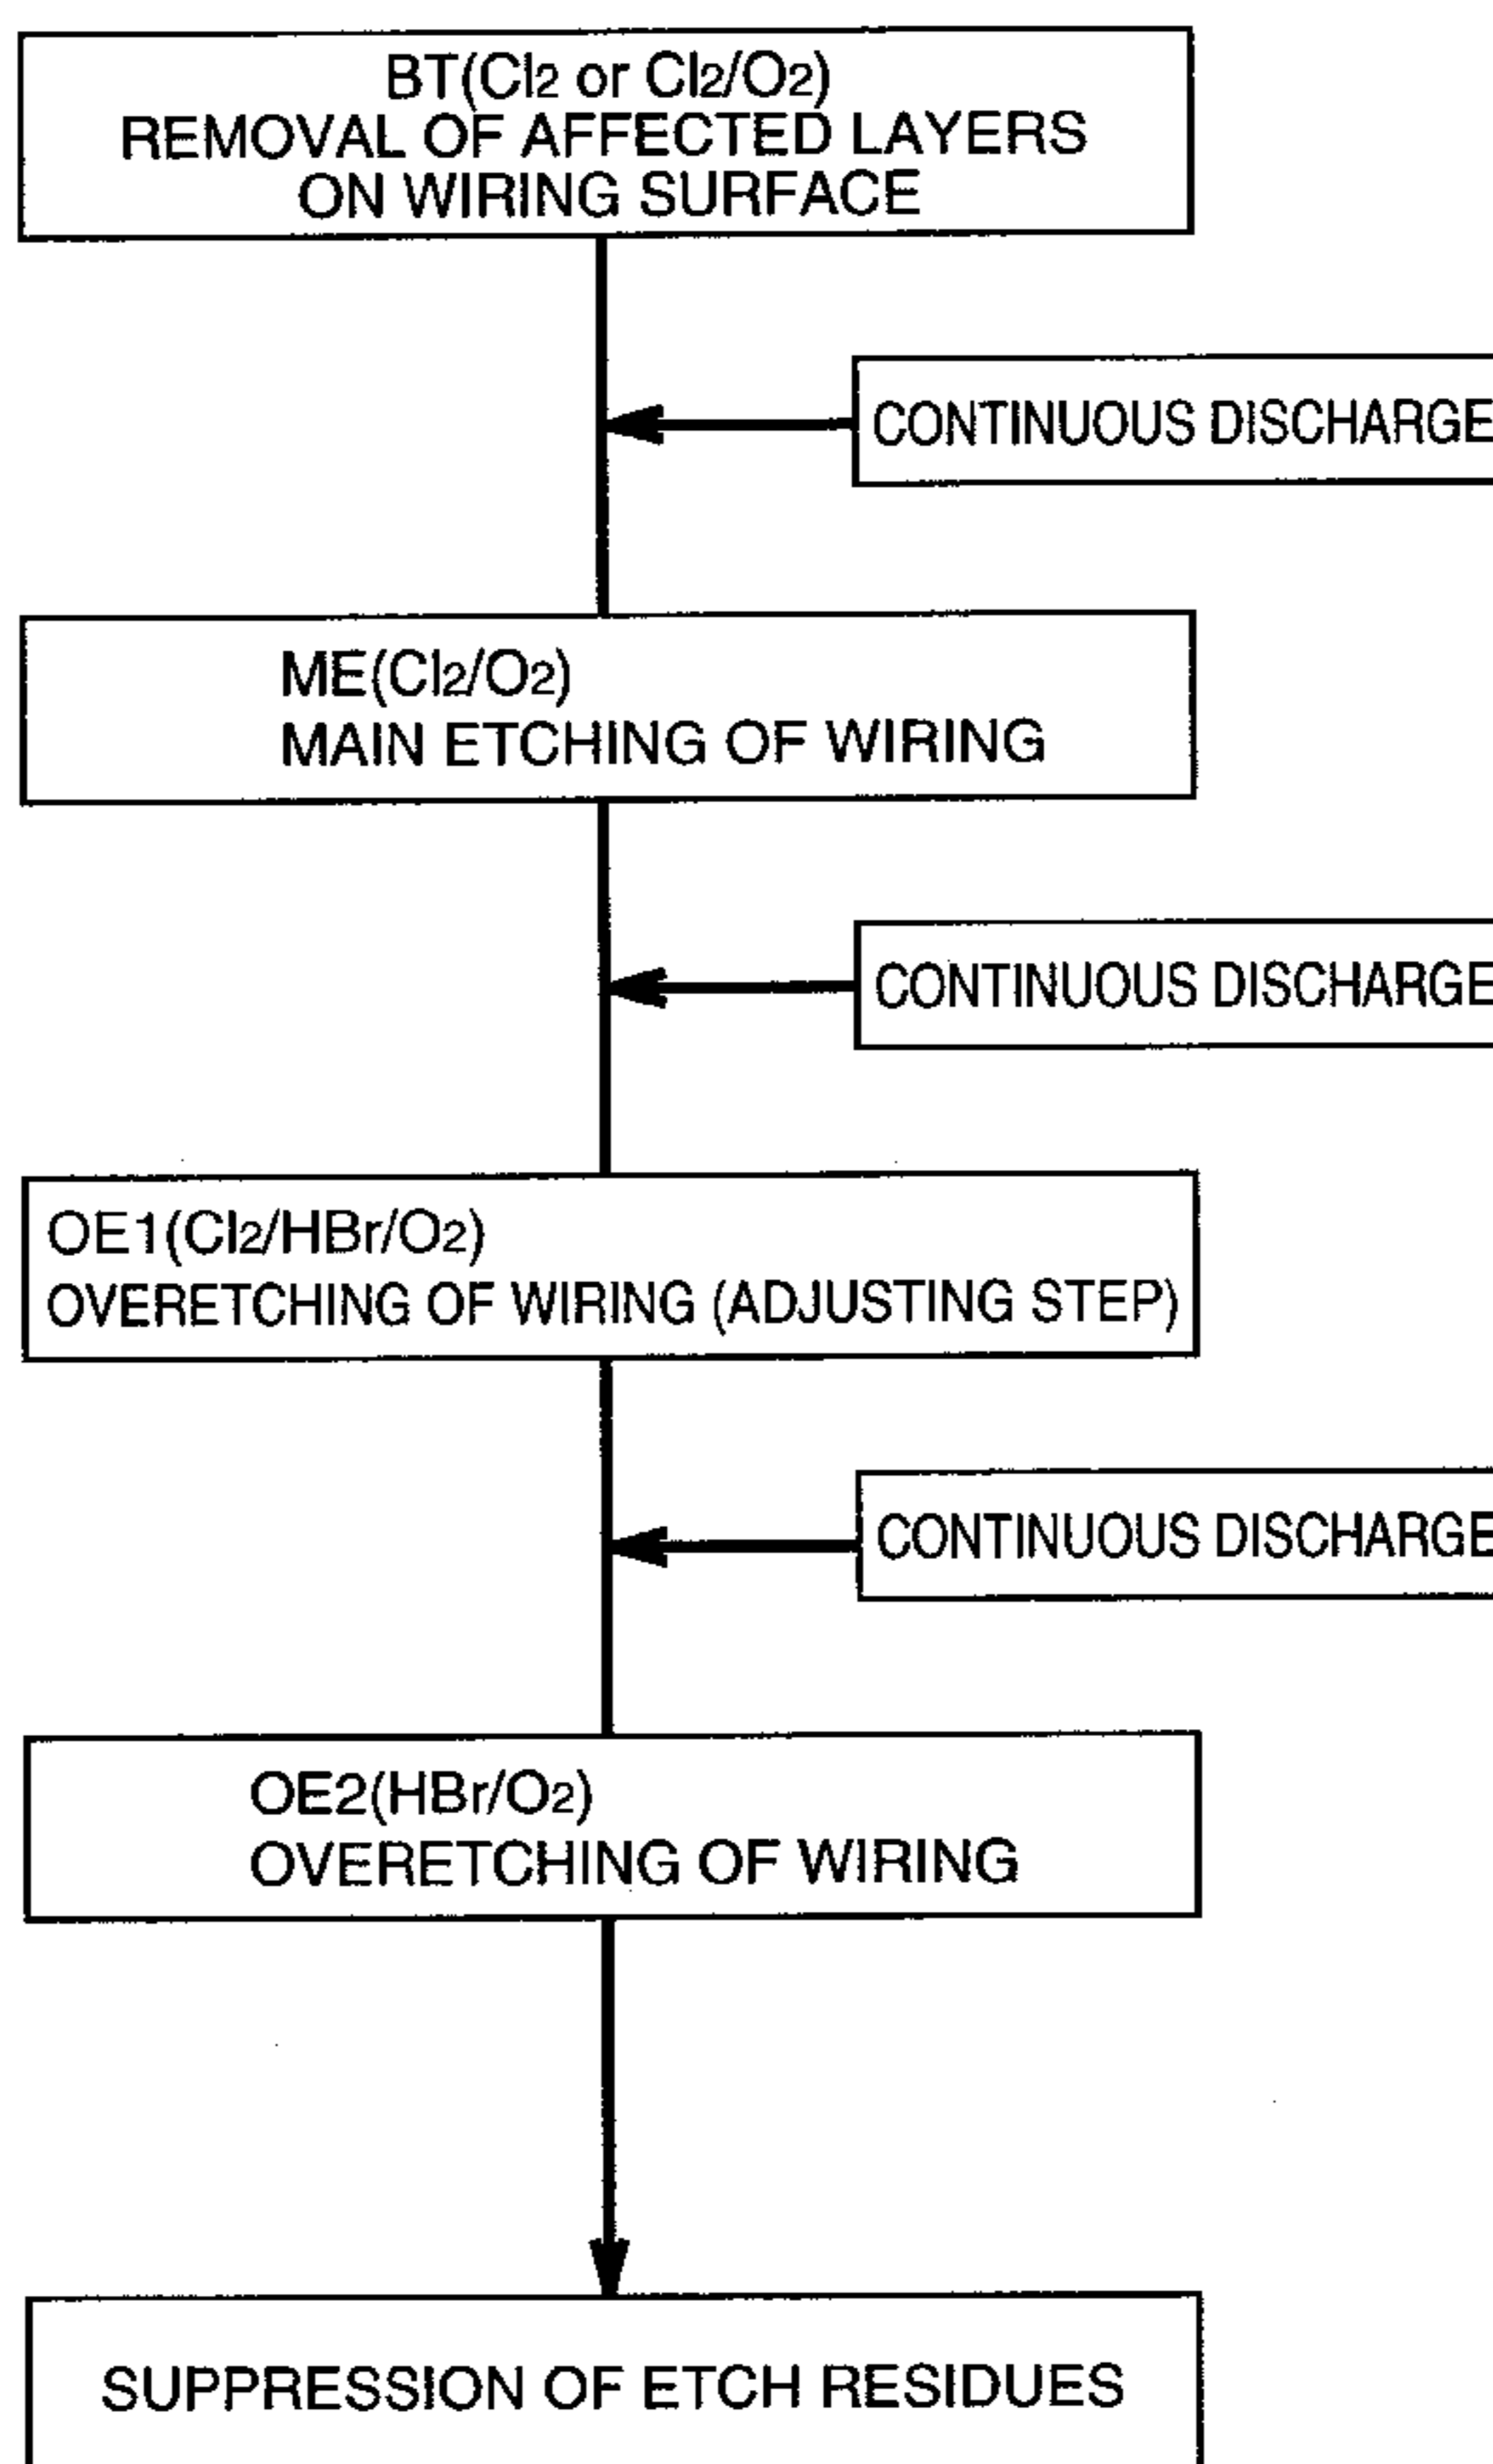 BT(Cl2 or Cl2/O2)
REMOVAL OF AFFECTED LAYERS
ON WIRING SURFACE
CONTINUOUS DISCHARGE
ME(Cl2/O2)
MAIN ETCHING OF WIRING
CONTINUOUS DISCHARGE
OE1(Cl2/HBr/O2)
OVERETCHING OF WIRING (ADJUSTING STEP)
CONTINUOUS DISCHARGE
OE2(HBr/O2)
OVERETCHING OF WIRING
SUPPRESSION OF ETCH RESIDUES